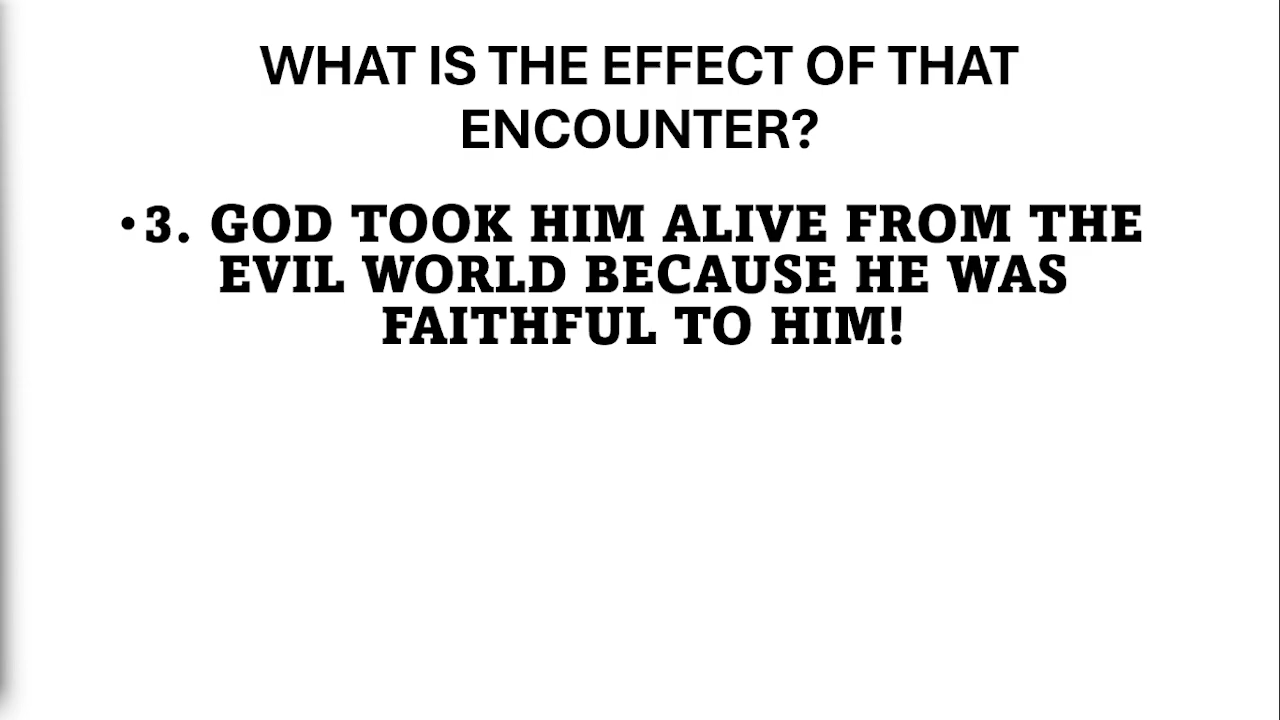 WHAT IS THE EFFECT OF THAT
ENCOUNTER?
•3. GOD TOOK HIM ALIVE FROM THE
EVIL WORLD BECAUSE HE WAS
FAITHFUL TO HIM!